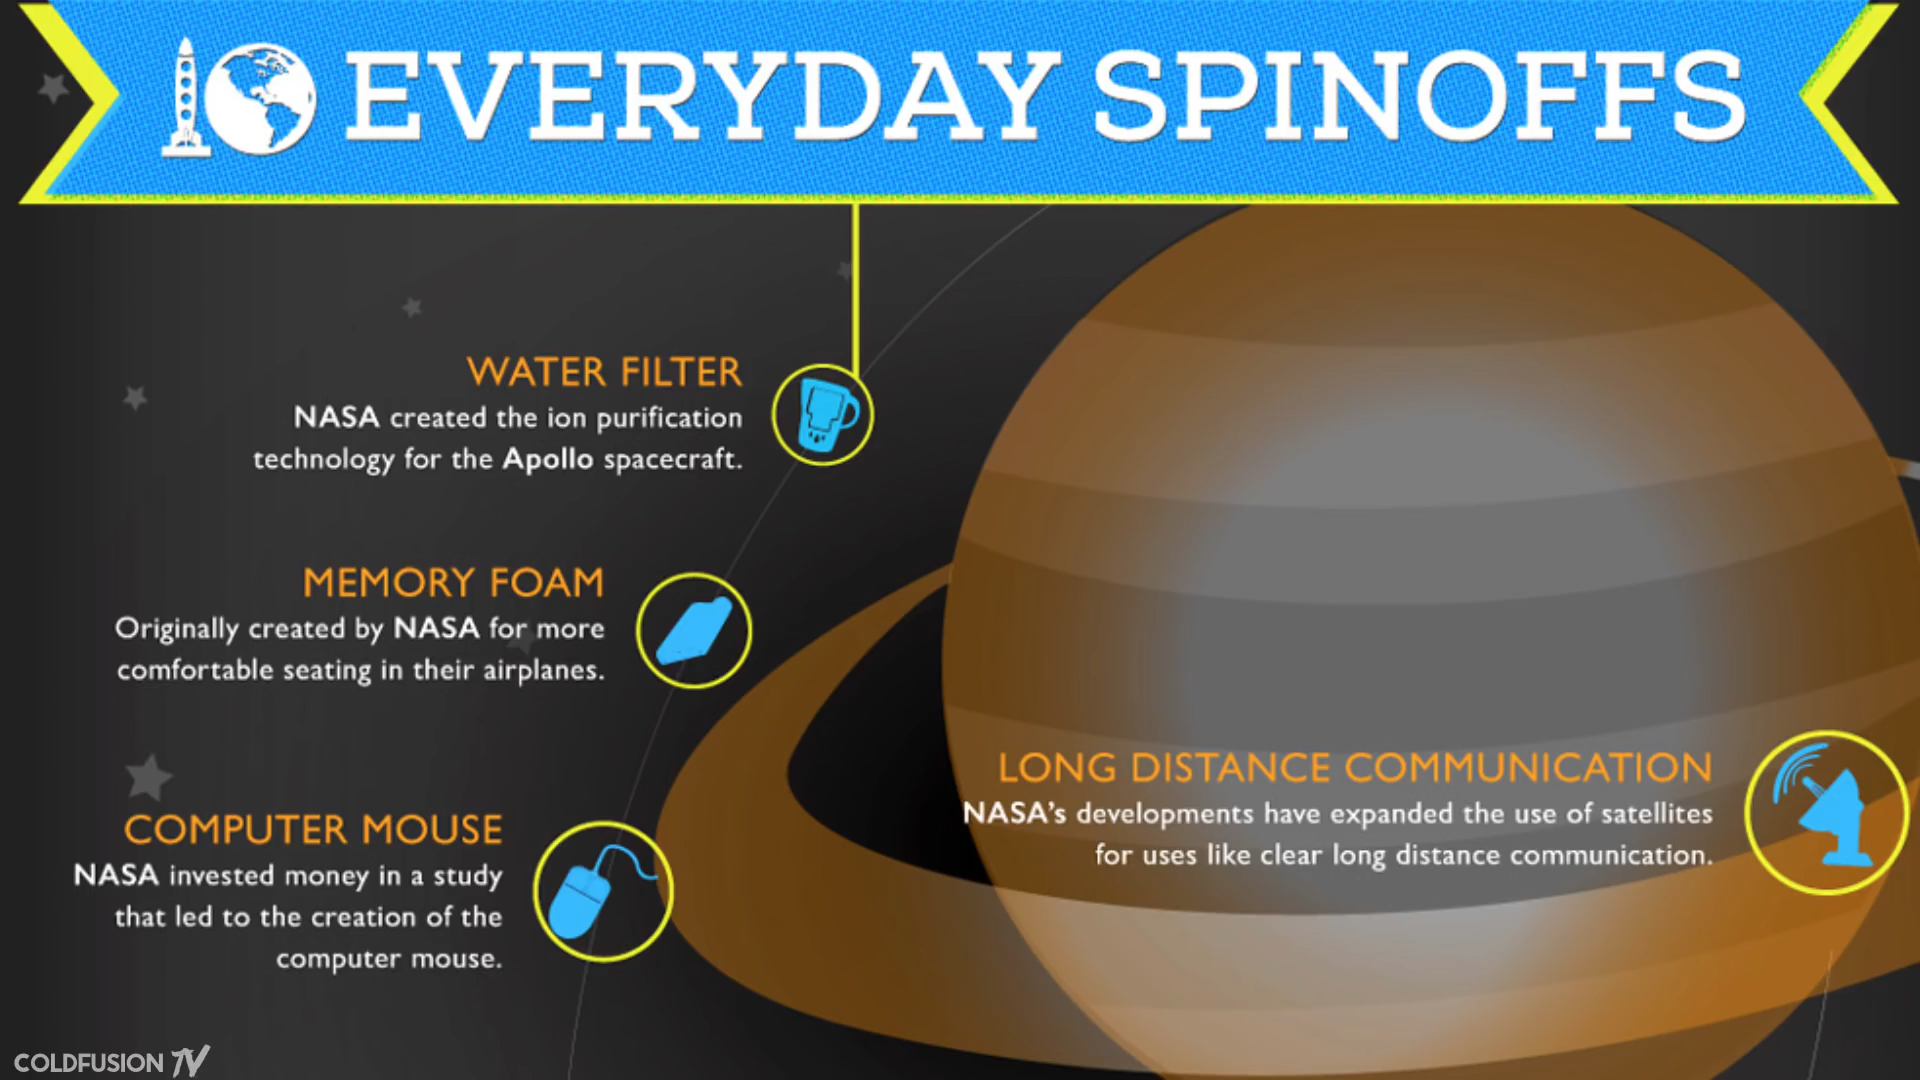 10 EVERYDAY SPINOFFS
WATER FILTER
NASA created the ion purification
technology for the Apollo spacecraft.
MEMORY FOAM
Originally created by NASA for more
comfortable seating in their airplanes.
COMPUTER MOUSE
NASA invested money in a study
that led to the creation of the
computer mouse.
LONG DISTANCE COMMUNICATION
NASA’s developments have expanded the use of satellites
for uses like clear long distance communication.
COLDFUSION TV